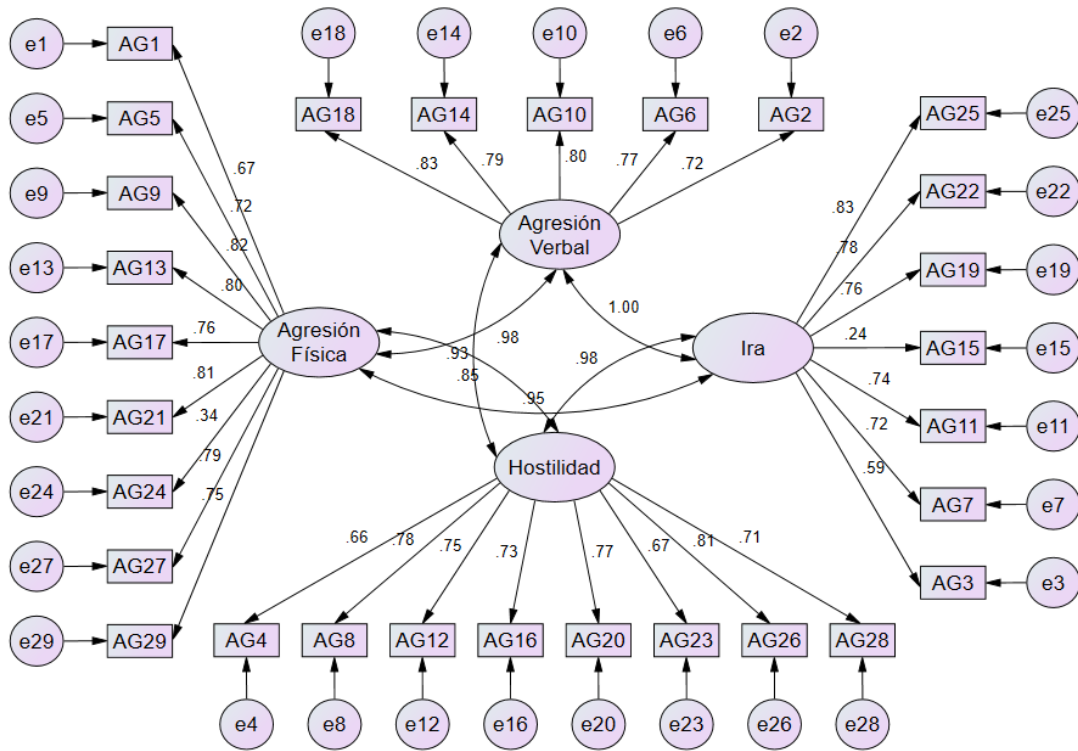 e18 e14 e10 e6 e2
e1 AG1
AG18 AG14 AG10 AG6 AG2
AG25 e25
e5 AG5
.67
.83 .79 .80 .77 .72
e9 AG9
.72
AG22 e22
.83
.82
Agresión
Verbal
.78
e13 AG13
AG19 e19
.80
.76
1.00
e17 AG17
.76
Agresión
Física
.98
.93
.85
.98
Ira
.24
AG15 e15
.81
.95
.74
e21 AG21
.34
.72
AG11 e11
.79
Hostilidad
.59
e24 AG24
.75
AG7 e7
.66 .78 .75 .73 .77 .67 .81 .71
e27 AG27
AG3 e3
e29 AG29
AG4 AG8 AG12 AG16 AG20 AG23 AG26 AG28
e4 e8 e12 e16 e20 e23 e26 e28